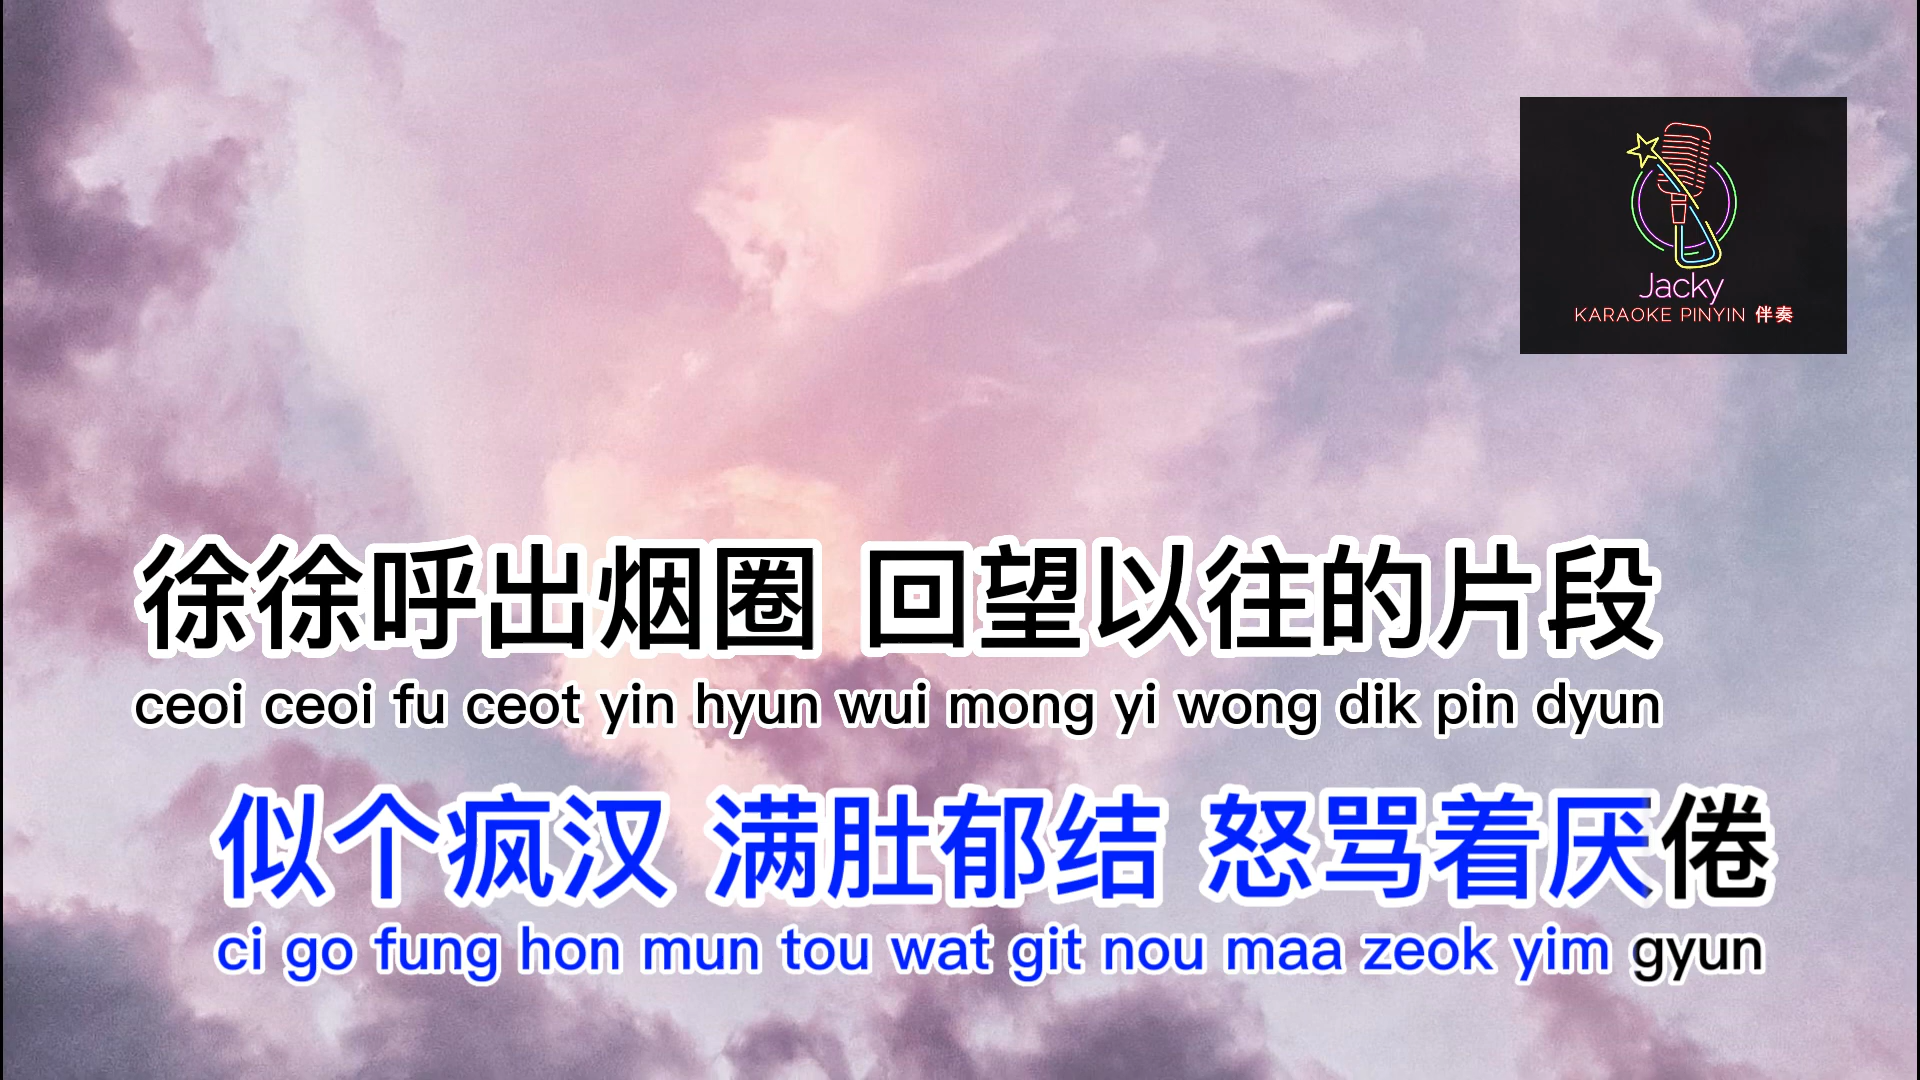 Jacky
KARAOKE PINYIN 伴奏
徐徐呼出烟圈 回望以往的片段
ceoi ceoi fu ceot yin hyun wui mong yi wong dik pin dyun
似个疯汉 满肚郁结 怒骂着厌倦
ci go fung hon mun tou wat git nou maa zeok yim gyun